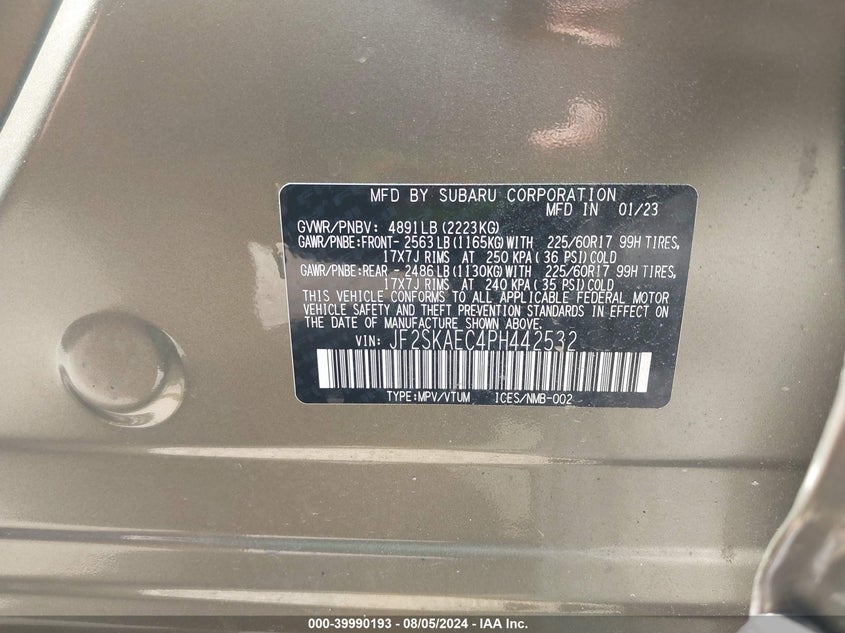 MFD BY SUBARU CORPORATION
MFD IN 01/23
GVWR/PNBV: 4891LB(2223KG)
GAWR/PNBE:FRONT- 2563LB(1165KG)WITH 225/60R17 99H TIRES,
17X7J RIMS AT 250 KPA( 36 PSI)COLD
GAWR/PNBE:REAR - 2486LB(1130KG)WITH 225/60R17 99H TIRES,
17X7J RIMS AT 240 KPA( 35 PSI)COLD
THIS VEHICLE CONFORMS TO ALL APPLICABLE FEDERAL MOTOR
VEHICLE SAFETY AND THEFT PREVENTION STANDARDS IN EFFECT ON
THE DATE OF MANUFACTURE SHOWN ABOVE.
VIN: JF2SKAEC4PH442532
TYPE:MPV/VTUM ICES/NMB-002
000-39990193 - 08/05/2024 - IAA Inc.